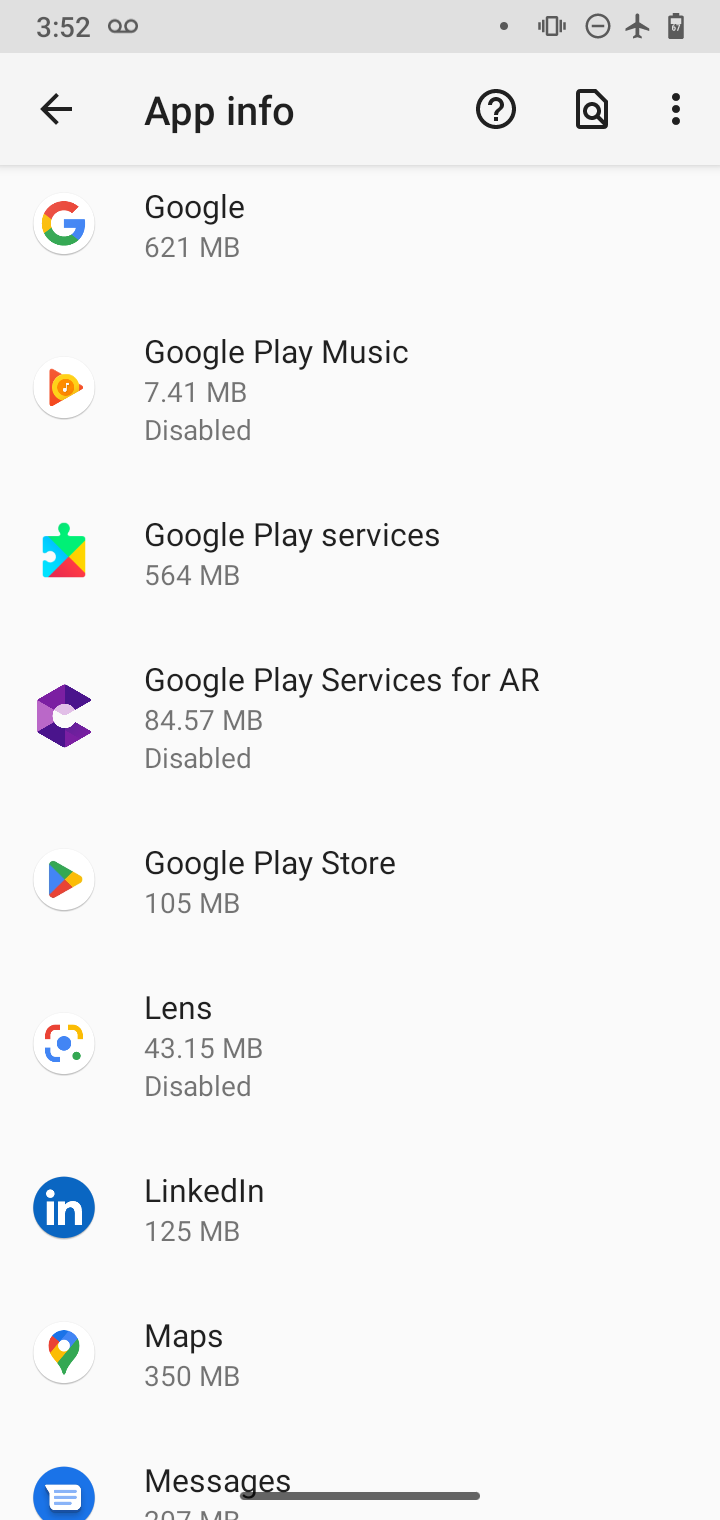 3:52
App info
Google
621 MB
Google Play Music
7.41 MB
Disabled
Google Play services
564 MB
Google Play Services for AR
84.57 MB
Disabled
Google Play Store
105 MB
Lens
43.15 MB
Disabled
in
LinkedIn
125 MB
Maps
350 MB
Messages